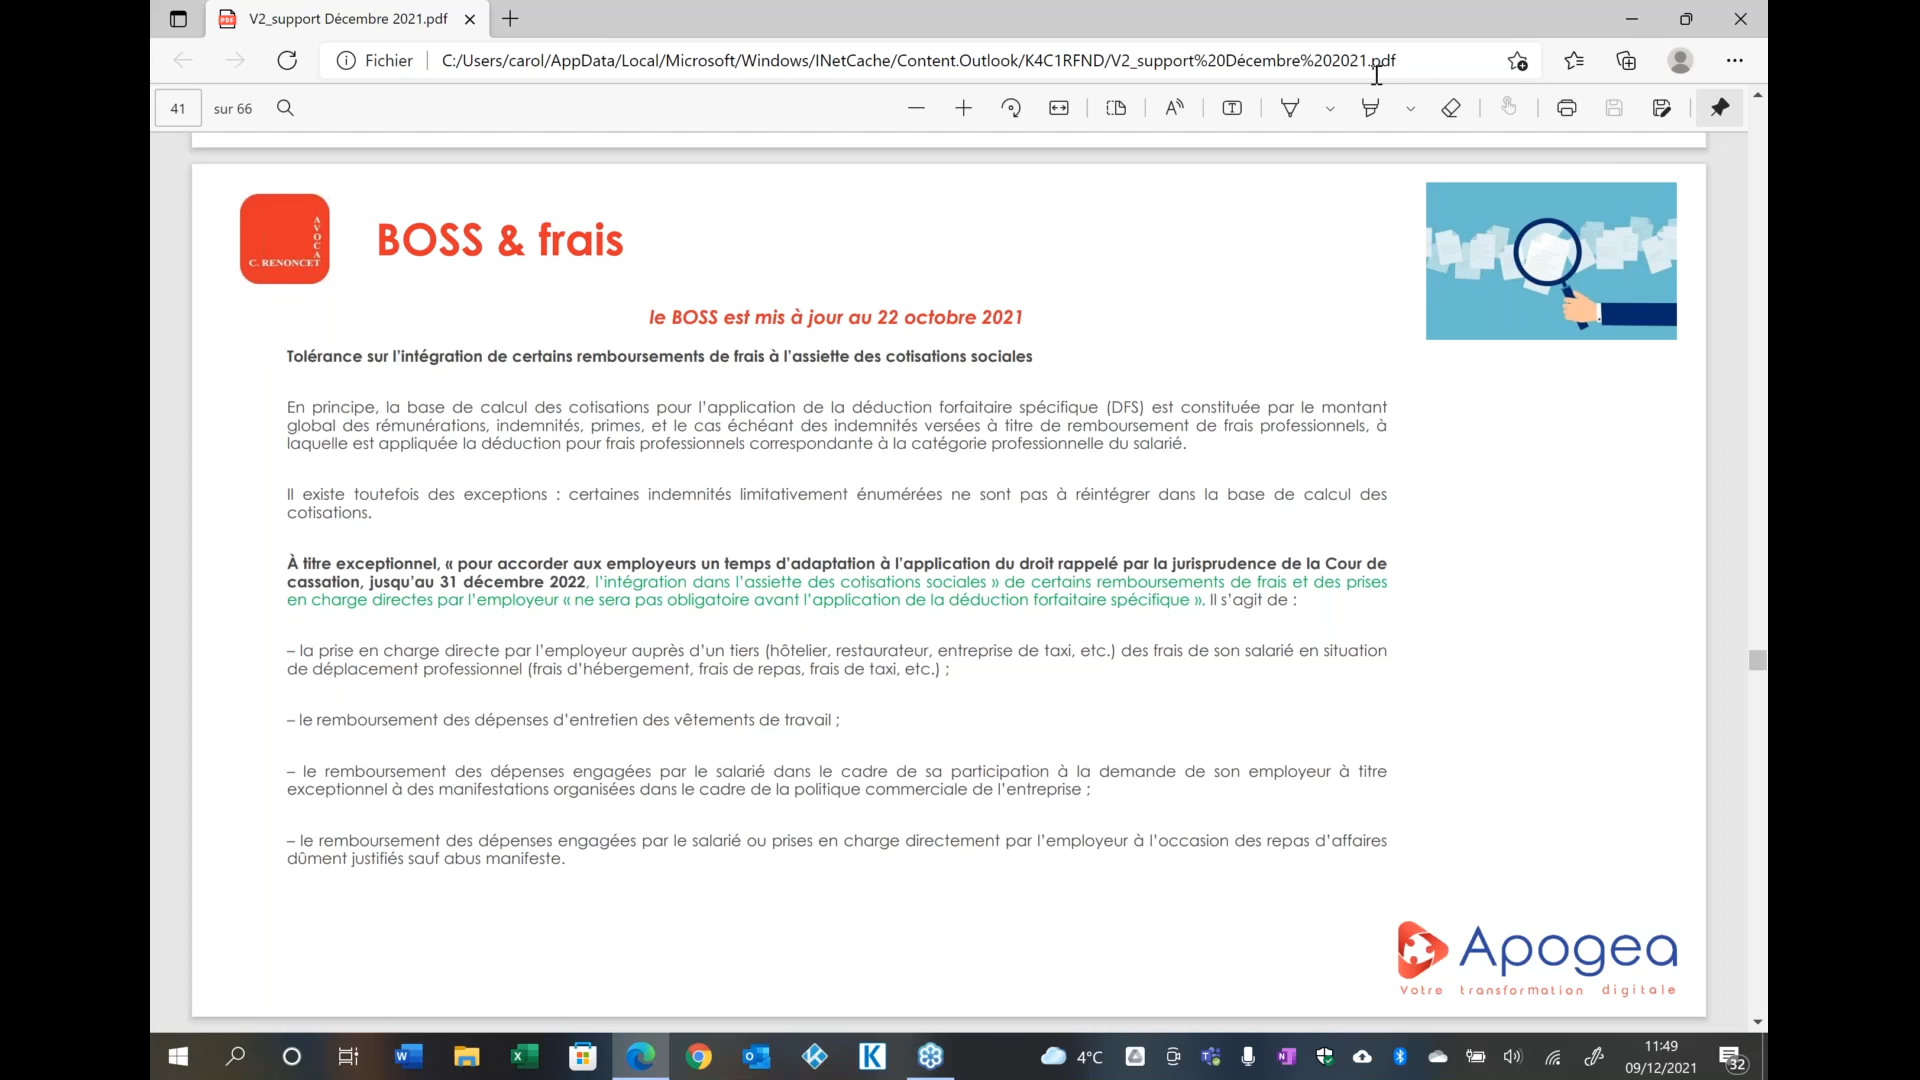 V2_support Décembre 2021.pdf
Fichier
C:/Users/carol/AppData/Local/Microsoft/Windows/INetCache/Content.Outlook/K4C1RFND/V2_support%20Décembre%202021.pdf
41 sur 66
AVOCA
C. RENONCET
BOSS & frais
le BOSS est mis à jour au 22 octobre 2021
Tolérance sur l'intégration de certains remboursements de frais à l'assiette des cotisations sociales
En principe, la base de calcul des cotisations pour l'application de la déduction forfaitaire spécifique (DFS) est constituée par le montant
global des rémunérations, indemnités, primes, et le cas échéant des indemnités versées à titre de remboursement de frais professionnels, à
laquelle est appliquée la déduction pour frais professionnels correspondante à la catégorie professionnelle du salarié.
Il existe toutefois des exceptions : certaines indemnités limitativement énumérées ne sont pas à réintégrer dans la base de calcul des
cotisations.
À titre exceptionnel, « pour accorder aux employeurs un temps d'adaptation à l'application du droit rappelé par la jurisprudence de la Cour de
cassation, jusqu'au 31 décembre 2022, l'intégration dans l'assiette des cotisations sociales » de certains remboursements de frais et des prises
en charge directes par l'employeur « ne sera pas obligatoire avant l'application de la déduction forfaitaire spécifique ». Il s'agit de :
– la prise en charge directe par l'employeur auprès d'un tiers (hôtelier, restaurateur, entreprise de taxi, etc.) des frais de son salarié en situation
de déplacement professionnel (frais d'hébergement, frais de repas, frais de taxi, etc.) ;
– le remboursement des dépenses d'entretien des vêtements de travail ;
– le remboursement des dépenses engagées par le salarié dans le cadre de sa participation à la demande de son employeur à titre
exceptionnel à des manifestations organisées dans le cadre de la politique commerciale de l'entreprise ;
– le remboursement des dépenses engagées par le salarié ou prises en charge directement par l'employeur à l'occasion des repas d'affaires
dûment justifiés sauf abus manifeste.
Apogea
Votre transformation digitale
4°C
11:49
09/12/2021
32